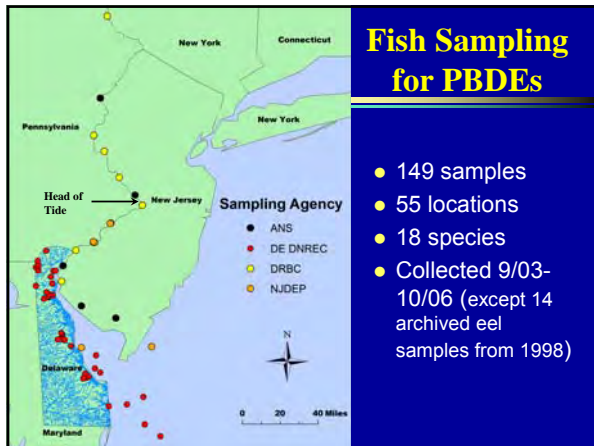 Fish Sampling
for PBDEs
New York
Connecticut
New York
Pennsylvania
Head of
Tide
New Jersey
Sampling Agency
ANS
DE DNREC
DRBC
NJDEP
N
Delaware
Maryland
0 20 40 Miles
149 samples
55 locations
18 species
Collected 9/03-
10/06 (except 14
archived eel
samples from 1998)